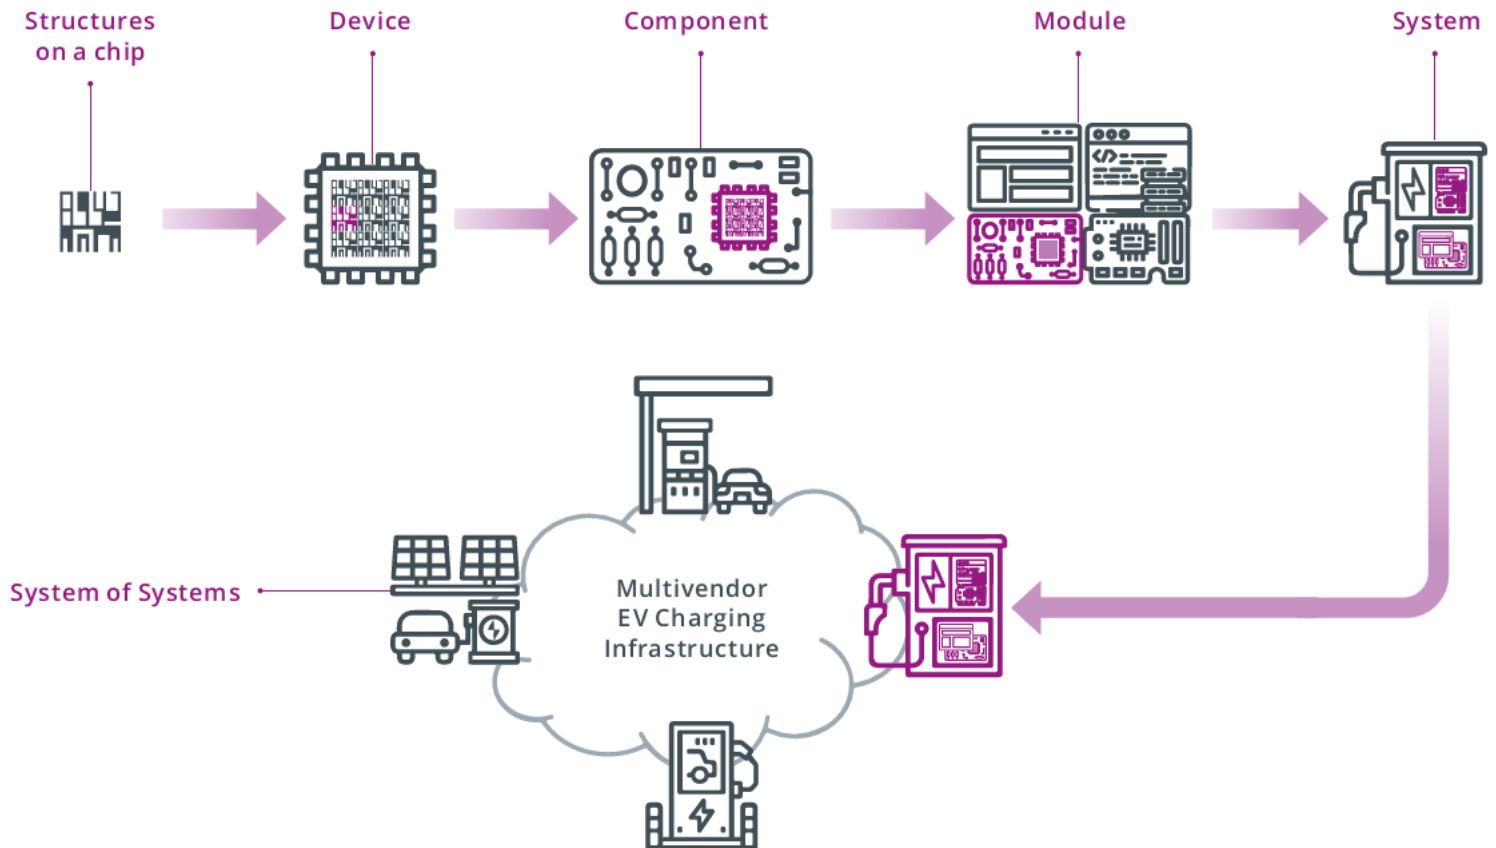 Structures
on a chip
Device
Component
Module
System
</>
System of Systems
Multivendor
EV Charging
Infrastructure